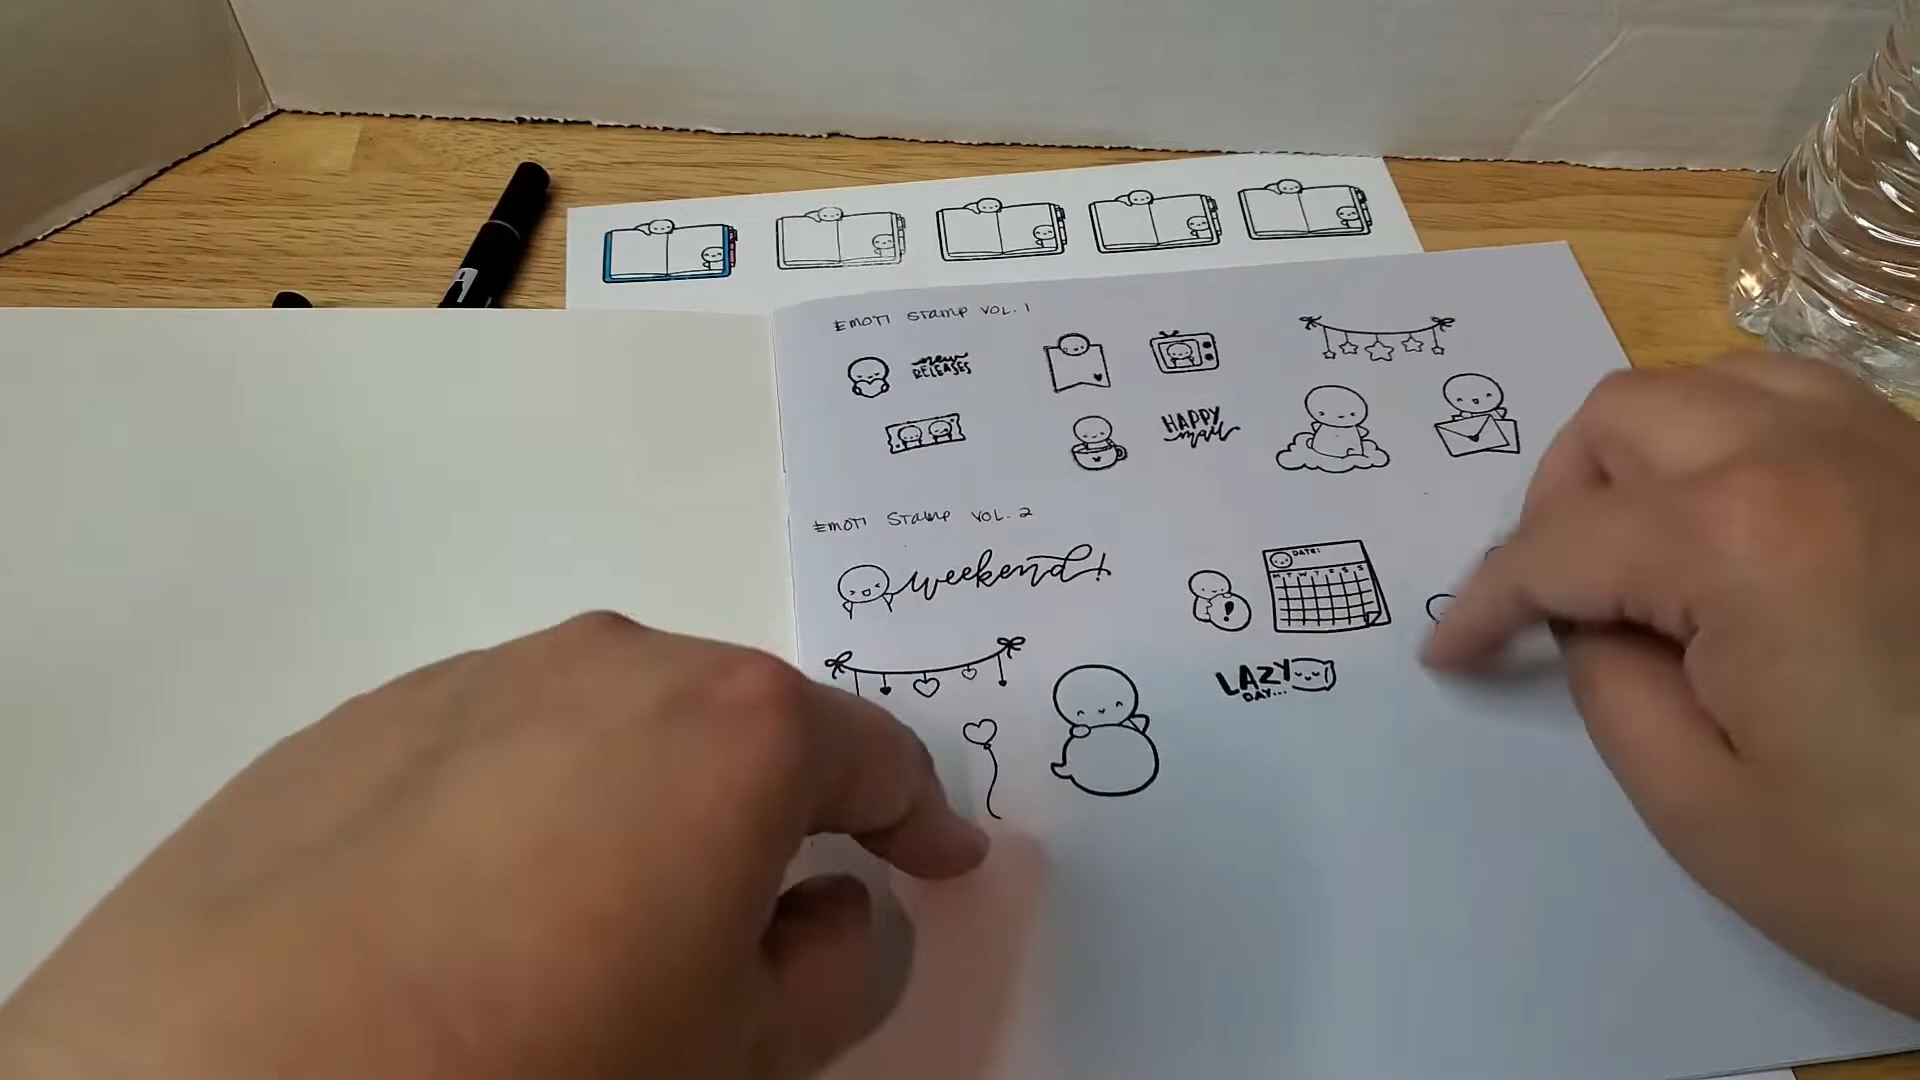 EMOTI STAMP VOL. 1
new
RELEASES
HAPPY
mail
EMOTI STAMP VOL. 2
weekend!
!
DATE:
M T W T F S S
LAZY
DAY...